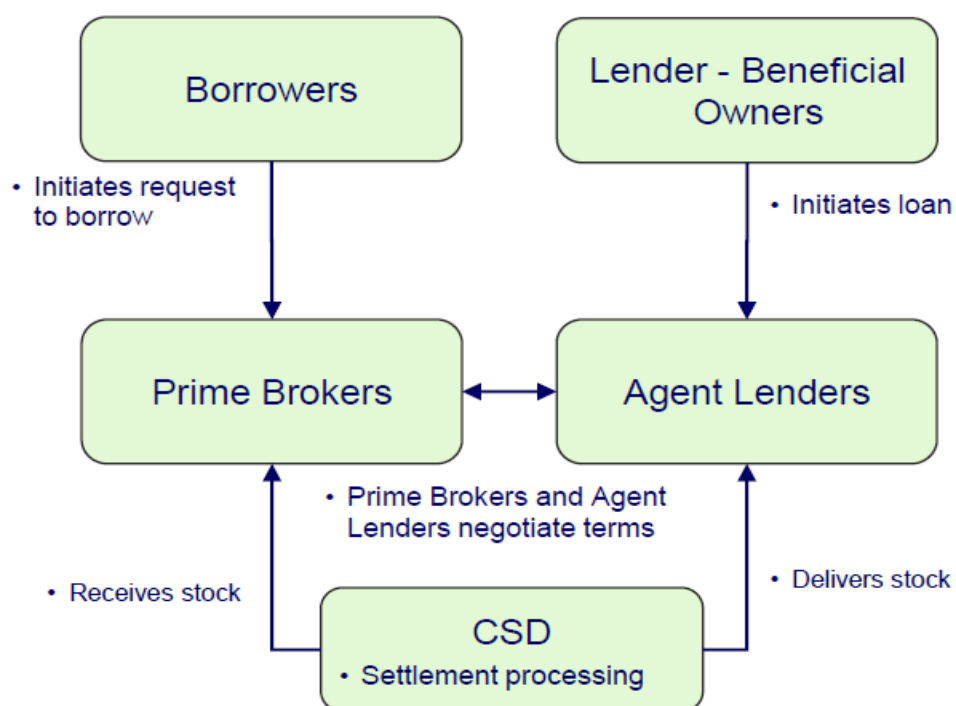 Borrowers
Lender - Beneficial
Owners
• Initiates request
to borrow
• Initiates loan
Prime Brokers
Agent Lenders
• Prime Brokers and Agent
Lenders negotiate terms
• Receives stock
• Delivers stock
CSD
• Settlement processing